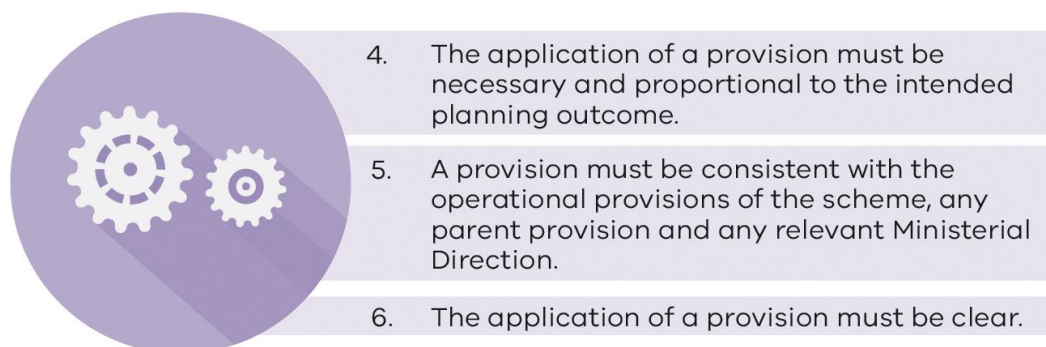 4. The application of a provision must be
necessary and proportional to the intended
planning outcome.
5. A provision must be consistent with the
operational provisions of the scheme, any
parent provision and any relevant Ministerial
Direction.
6. The application of a provision must be clear.